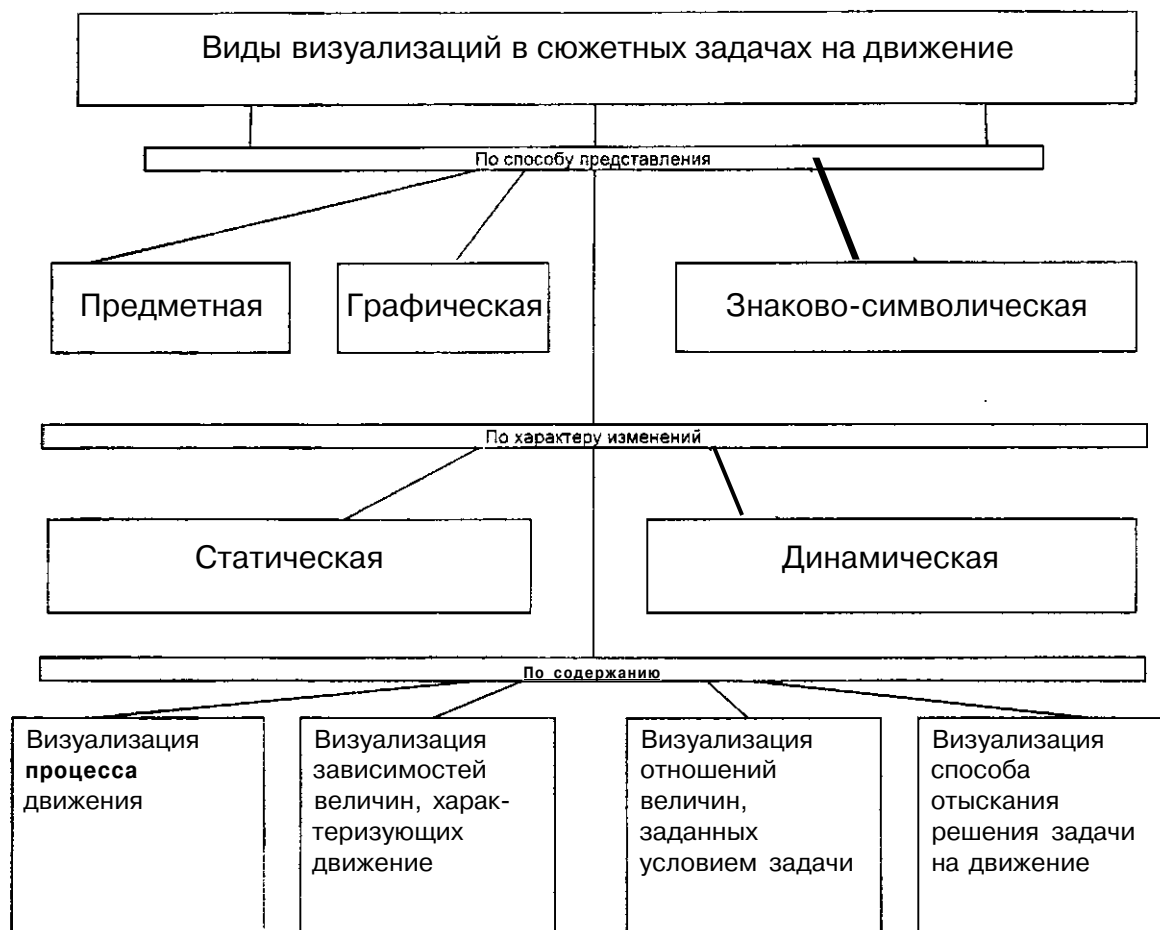 Виды визуализаций в сюжетных задачах на движение
По способу представления
Предметная
Графическая
Знаково-символическая
По характеру изменений
Статическая
Динамическая
По содержанию
Визуализация
процесса
движения
Визуализация
зависимостей
величин, харак-
теризующих
движение
Визуализация
отношений
величин,
заданных
условием задачи
Визуализация
способа
отыскания
решения задачи
на движение